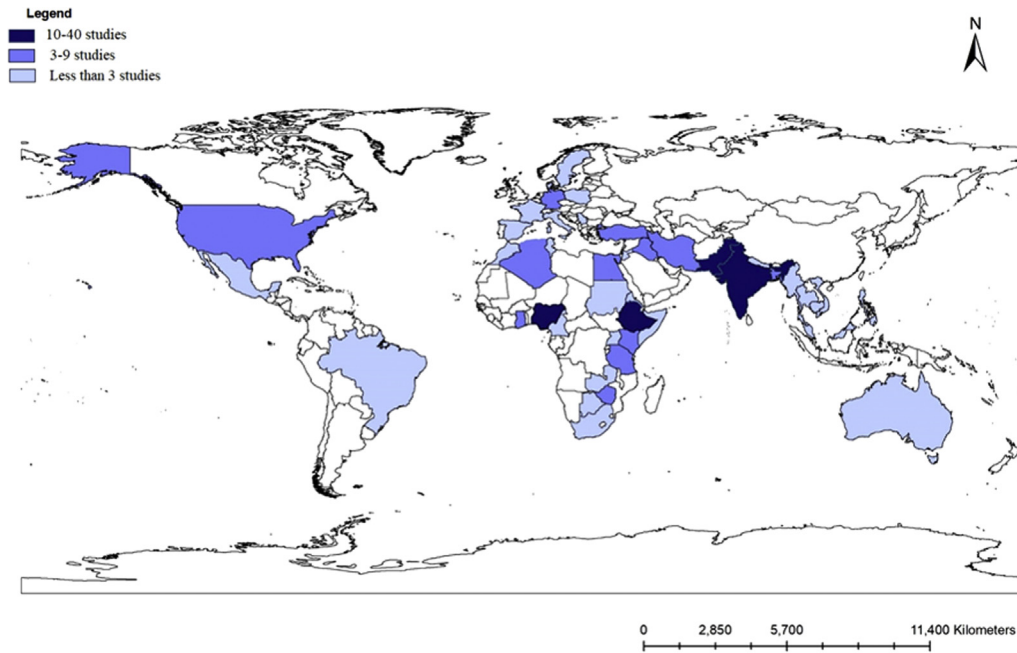 Legend
10-40 studies
3-9 studies
Less than 3 studies
N
0 2,850 5,700 11,400 Kilometers